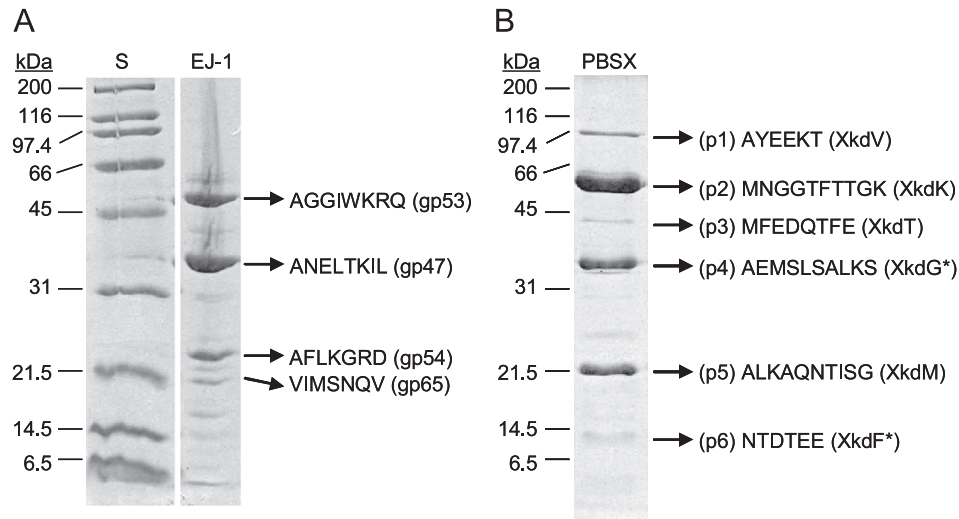 A
kDa S EJ-1
200
116
97.4
66
45
31
21.5
14.5
6.5
AGGIWKRQ (gp53)
ANELTKIL (gp47)
AFLKGRD (gp54)
VIMSNQV (gp65)
B
kDa PBSX
200
116
97.4
66
45
31
21.5
14.5
6.5
(p1) AYEEKT (XkdV)
(p2) MNGGTFTTGK (XkdK)
(p3) MFEDQTFE (XkdT)
(p4) AEMSLSALKS (XkdG*)
(p5) ALKAQNTISG (XkdM)
(p6) NTDTEE (XkdF*)